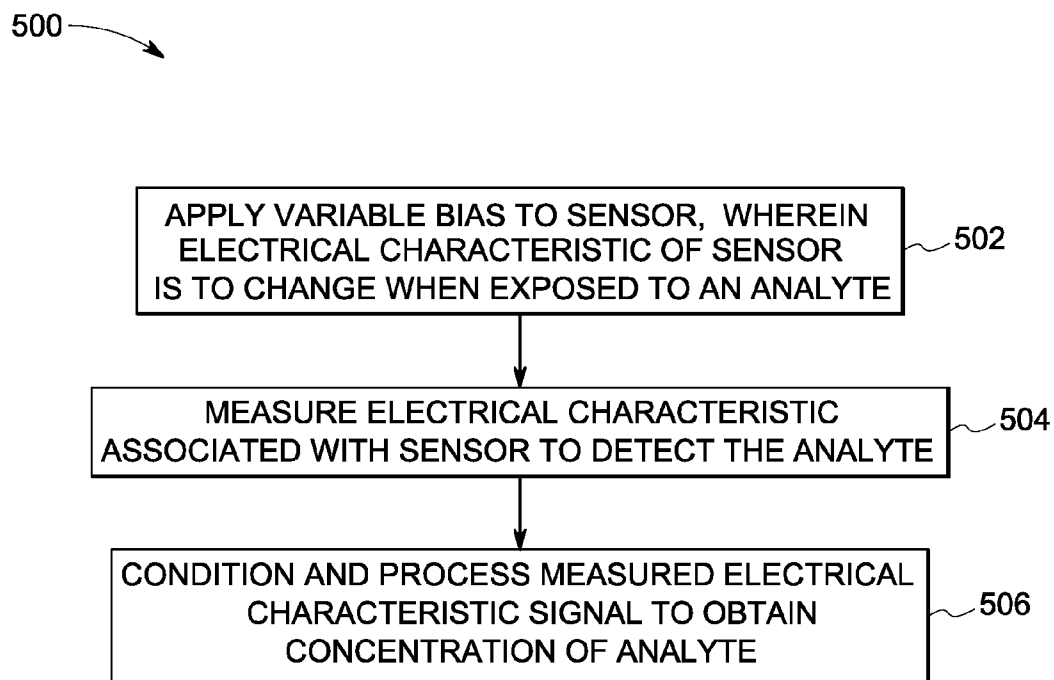 500
APPLY VARIABLE BIAS TO SENSOR, WHEREIN
ELECTRICAL CHARACTERISTIC OF SENSOR
IS TO CHANGE WHEN EXPOSED TO AN ANALYTE
502
MEASURE ELECTRICAL CHARACTERISTIC
ASSOCIATED WITH SENSOR TO DETECT THE ANALYTE
504
CONDITION AND PROCESS MEASURED ELECTRICAL
CHARACTERISTIC SIGNAL TO OBTAIN
CONCENTRATION OF ANALYTE
506